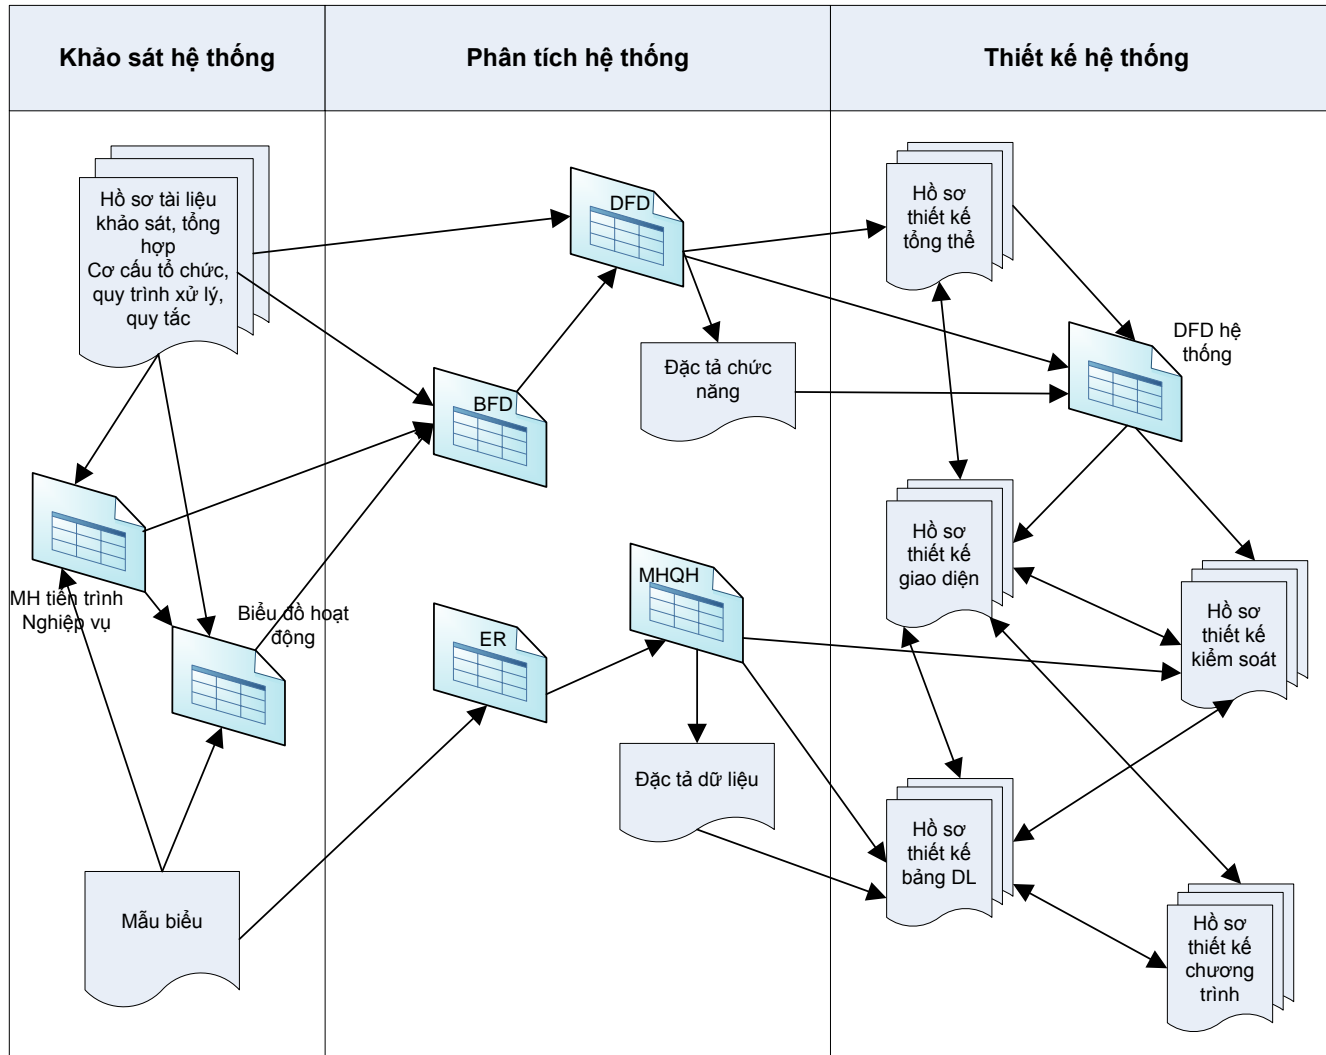 Khảo sát hệ thống
Phân tích hệ thống
Thiết kế hệ thống
Hồ sơ tài liệu
khảo sát, tổng
hợp
Cơ cấu tổ chức,
quy trình xử lý,
quy tắc
DFD
Hồ sơ
thiết kế
tổng thể
DFD hệ
thống
Đặc tả chức
năng
BFD
MH tiến trình
Nghiệp vụ
Biểu đồ hoạt
động
Hồ sơ
thiết kế
giao diện
MHQH
ER
Hồ sơ
thiết kế
kiểm soát
Đặc tả dữ liệu
Hồ sơ
thiết kế
bảng DL
Mẫu biểu
Hồ sơ
thiết kế
chương
trình